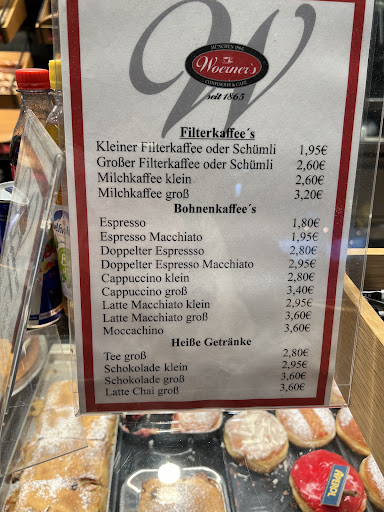 W
MÜNCHEN 1865
Woerner's
CONFISERIE & CAFÉ
seit 1865
Filterkaffee´s
Kleiner Filterkaffee oder Schümli 1,95€
Großer Filterkaffee oder Schümli 2,60€
Milchkaffee klein 2,60€
Milchkaffee groß 3,20€
Bohnenkaffee´s
Espresso 1,80€
Espresso Macchiato 1,95€
Doppelter Espressso 2,80€
Doppelter Espresso Macchiato 2,95€
Cappuccino klein 2,80€
Cappuccino groß 3,40€
Latte Macchiato klein 2,95€
Latte Macchiato groß 3,60€
Moccachino 3,60€
Heiße Getränke
Tee groß 2,80€
Schokolade klein 2,95€
Schokolade groß 3,60€
Latte Chai groß 3,60€